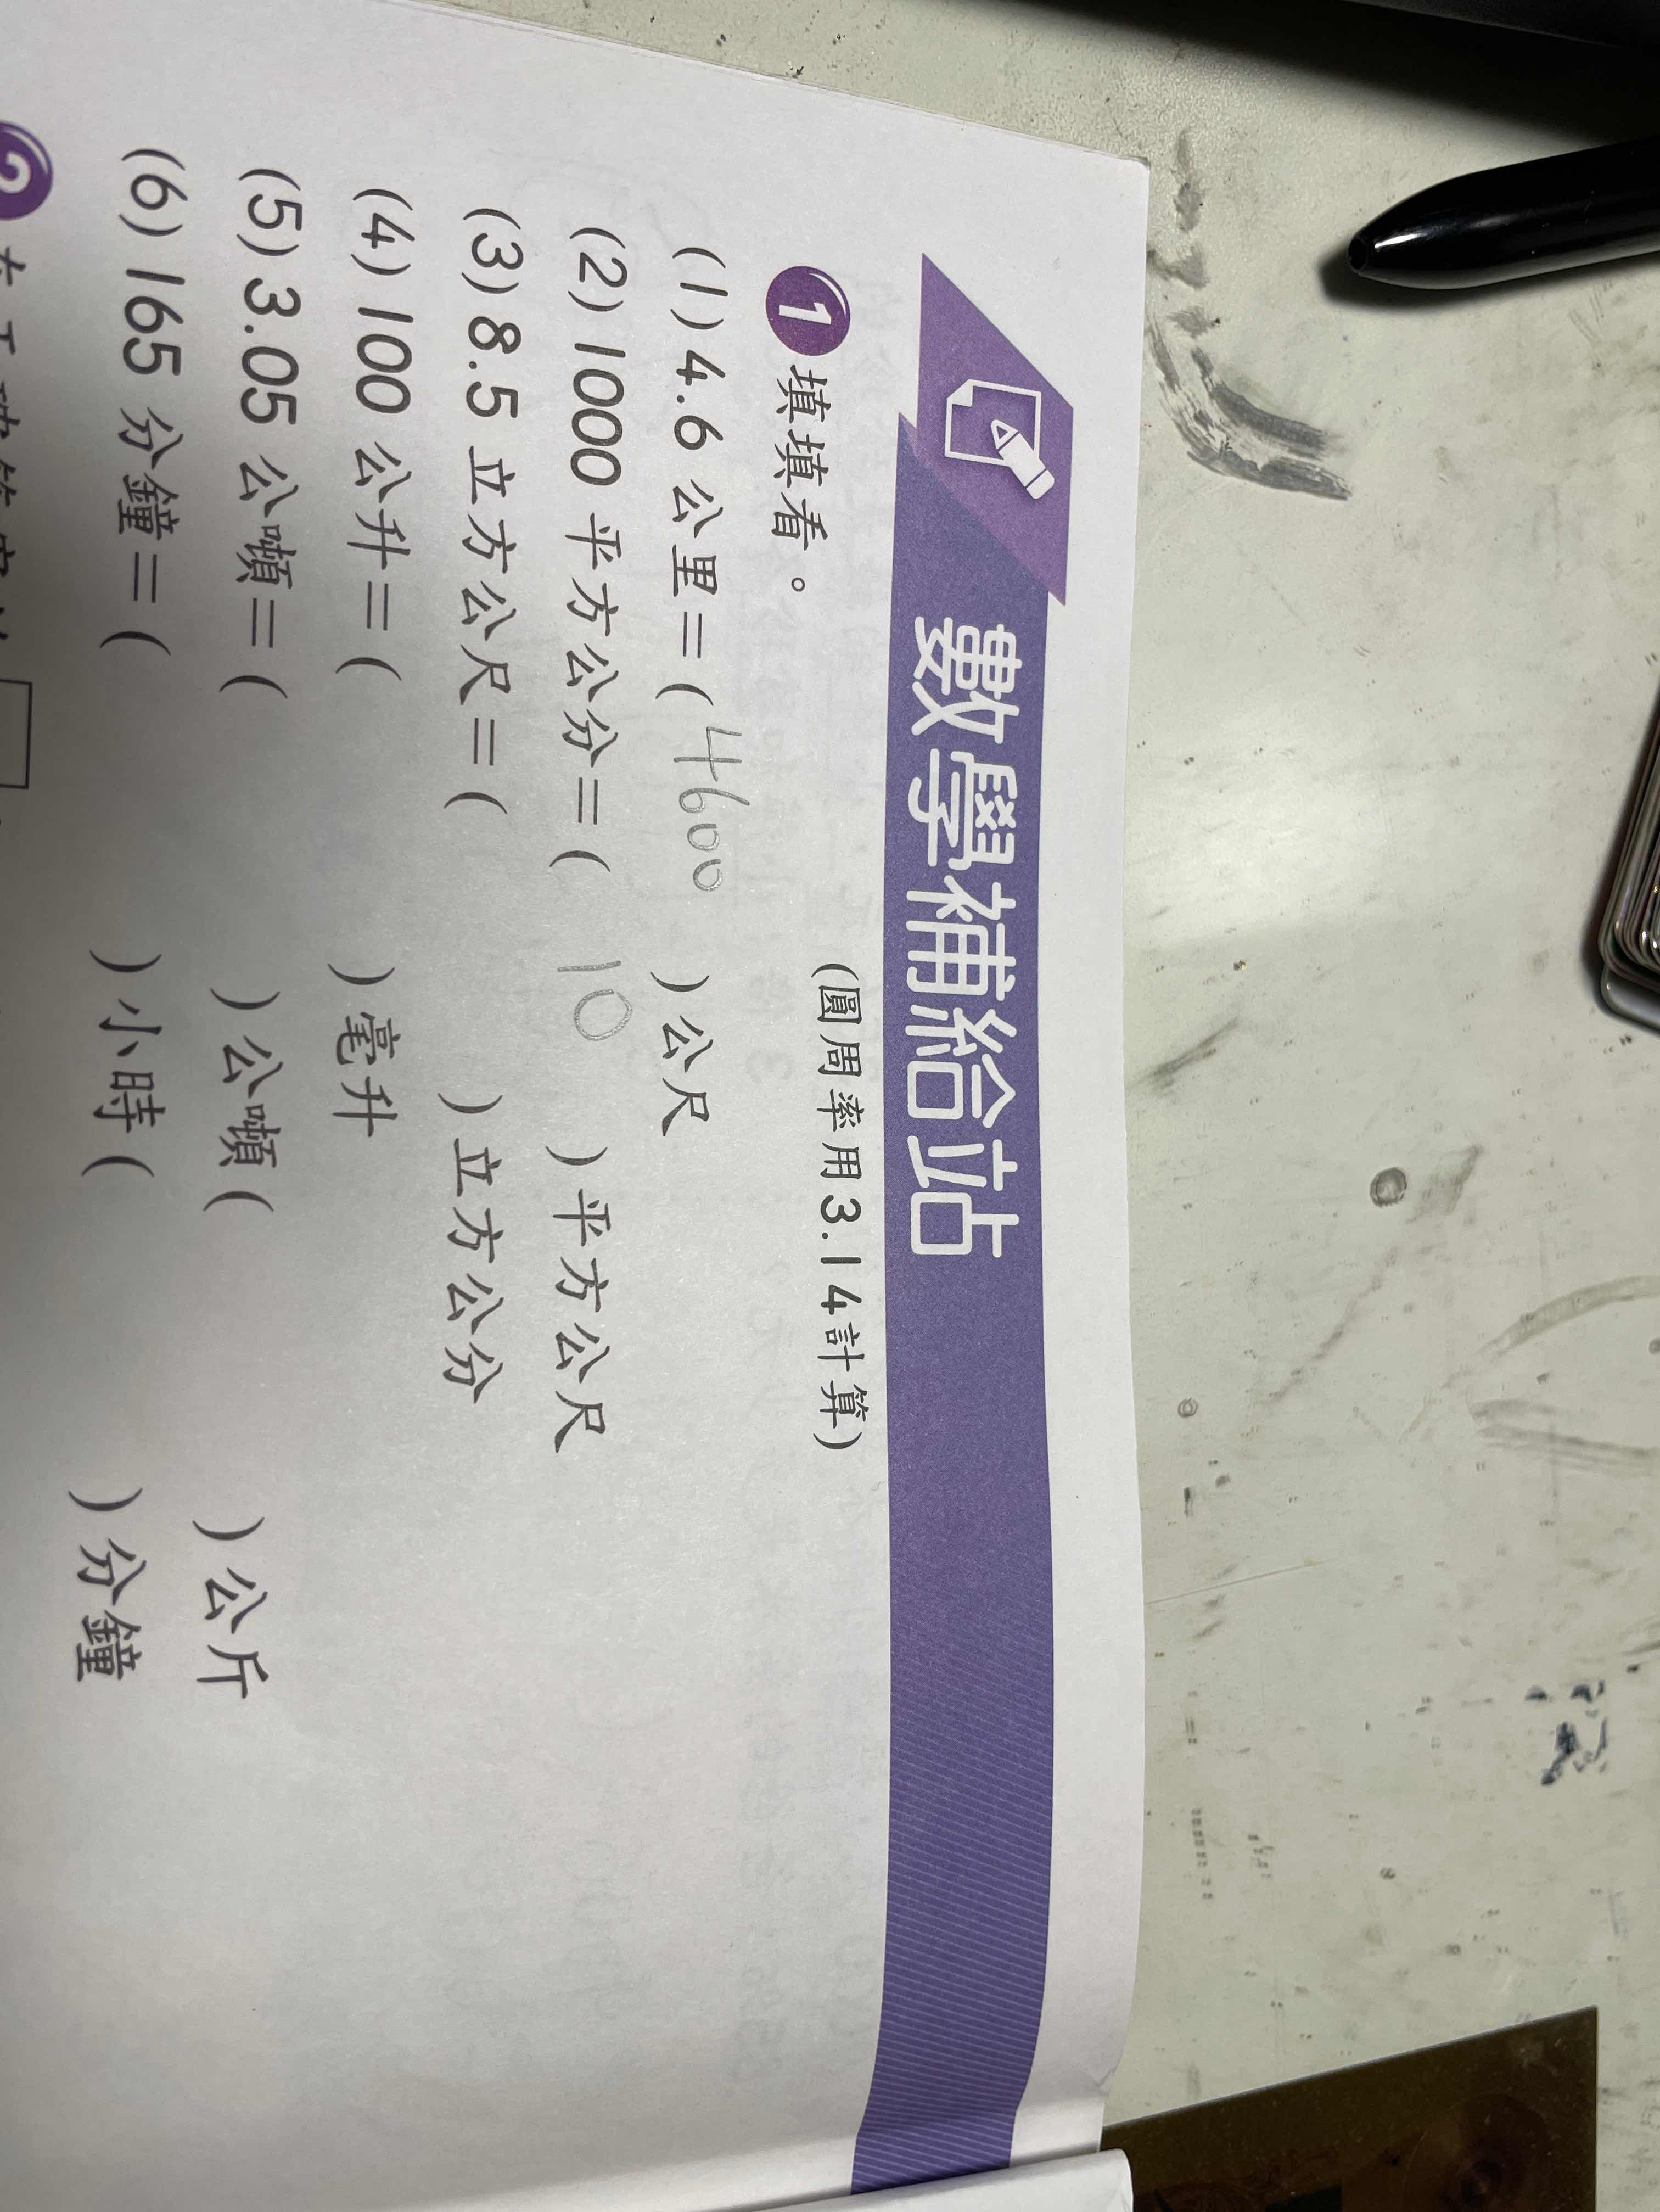 數學補給站
(圓周率用3.14計算)
1 填填看。
(1) 4.6 公里=( 4600 )公尺
(2) 1000 平方公分=( 10 )平方公尺
(3) 8.5 立方公尺=( )立方公分
(4) 100 公升=( )毫升
(5) 3.05 公噸=( )公噸( )公斤
(6) 165 分鐘=( )小時( )分鐘
2